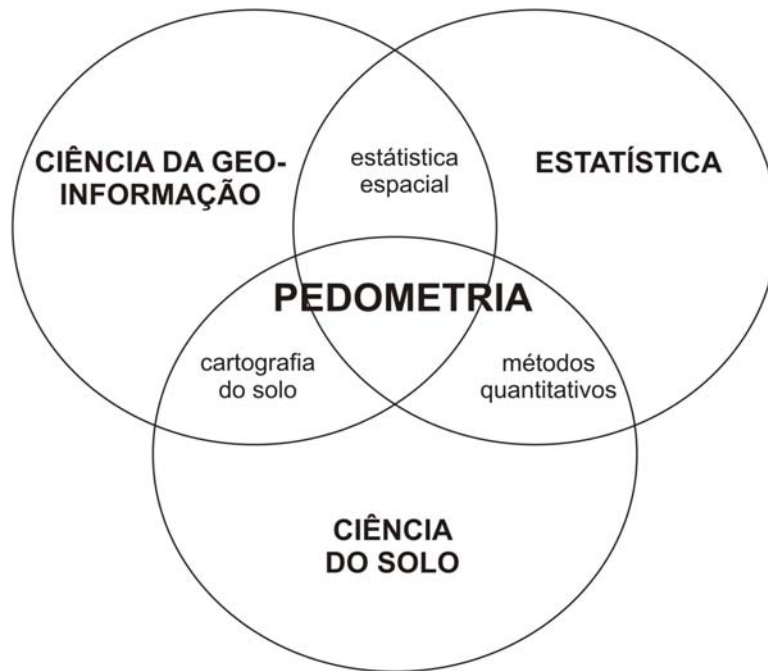 CIÊNCIA DA GEO-
INFORMAÇÃO
estátistica
espacial
ESTATÍSTICA
PEDOMETRIA
cartografia
do solo
métodos
quantitativos
CIÊNCIA
DO SOLO